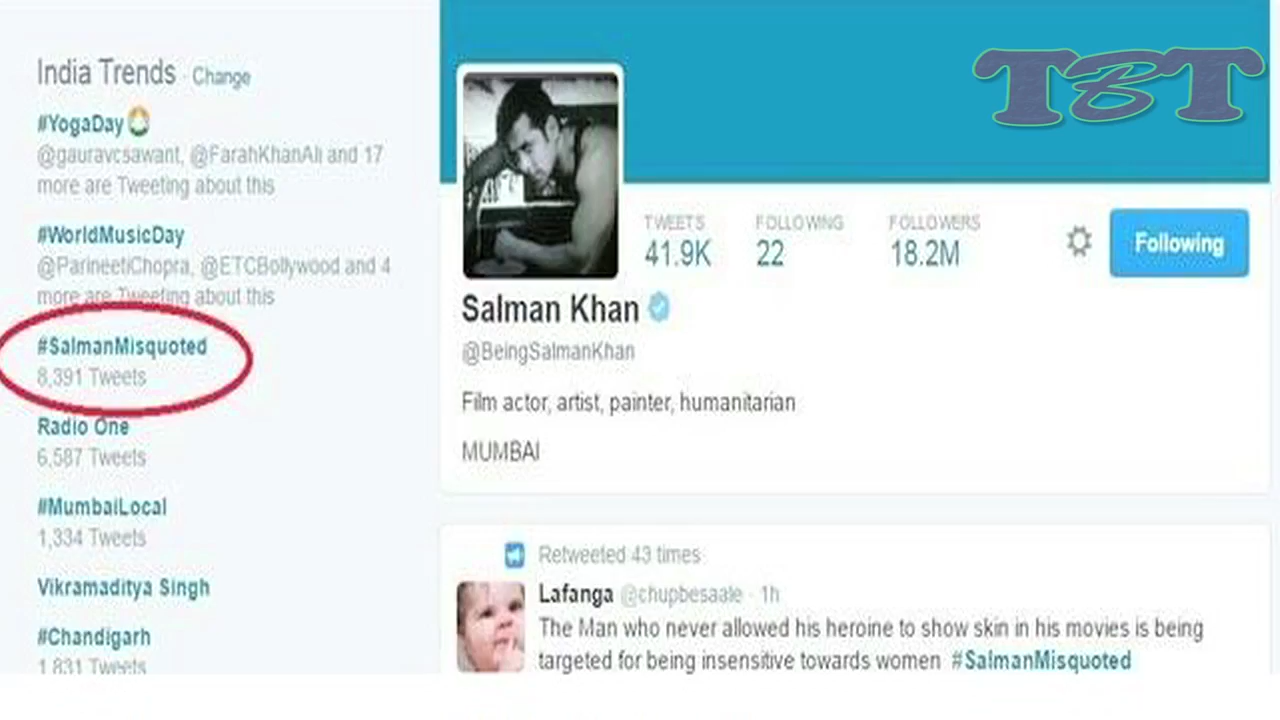 India Trends · Change
#YogaDay
@gauravcsawant, @FarahKhanAli and 17
more are Tweeting about this
#WorldMusicDay
@ParineetiChopra, @ETCBollywood and 4
more are Tweeting about this
#SalmanMisquoted
8,391 Tweets
Radio One
6,587 Tweets
#MumbaiLocal
1,334 Tweets
Vikramaditya Singh
#Chandigarh
1,831 Tweets
TBT
TWEETS FOLLOWING FOLLOWERS
41.9K 22 18.2M
Following
Salman Khan
@BeingSalmanKhan
Film actor, artist, painter, humanitarian
MUMBAI
Retweeted 43 times
Lafanga @chupbesaale · 1h
The Man who never allowed his heroine to show skin in his movies is being
targeted for being insensitive towards women #SalmanMisquoted